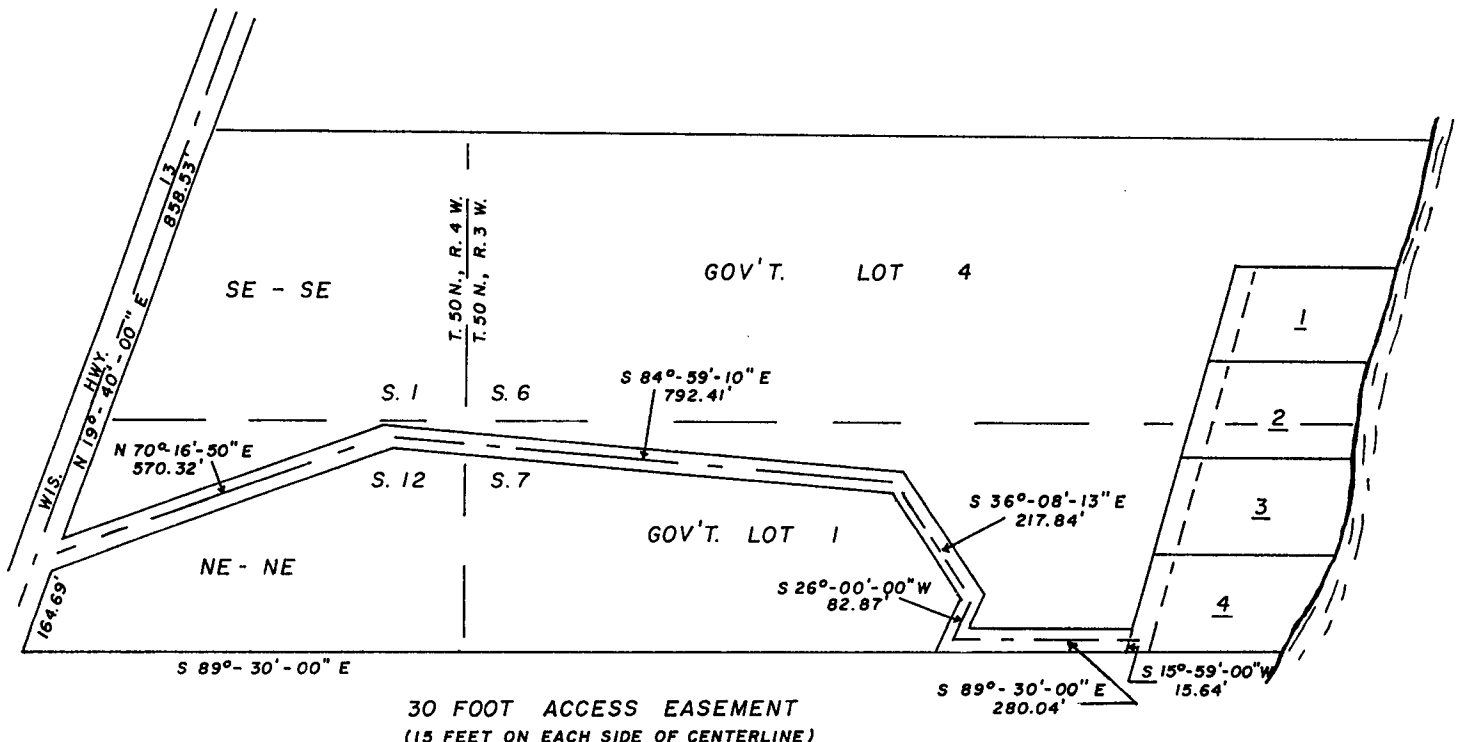 WIS. HWY. 13
N 19°-40'-00" E 858.53'
SE - SE
T. 50 N., R. 4 W.
T. 50 N., R. 3 W.
GOV'T. LOT 4
1
S. 1
S. 6
S 84°-59'-10" E
792.41'
2
N 70°-16'-50" E
570.32'
S. 12
S. 7
S 36°-08'-13" E
217.84'
3
GOV'T. LOT 1
NE - NE
S 26°-00'-00" W
82.87'
4
164.69'
S 89°-30'-00" E
S 15°-59'-00" W
15.64'
S 89°-30'-00" E
280.04'
30 FOOT ACCESS EASEMENT
(15 FEET ON EACH SIDE OF CENTERLINE)